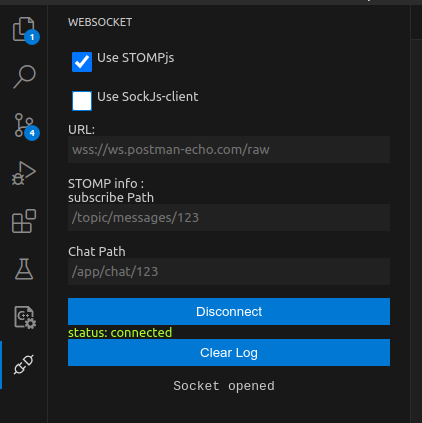 WEBSOCKET
1
Use STOMPjs
Use SockJs-client
4
URL:
wss://ws.postman-echo.com/raw
STOMP info :
subscribe Path
/topic/messages/123
Chat Path
/app/chat/123
Disconnect
status: connected
Clear Log
Socket opened